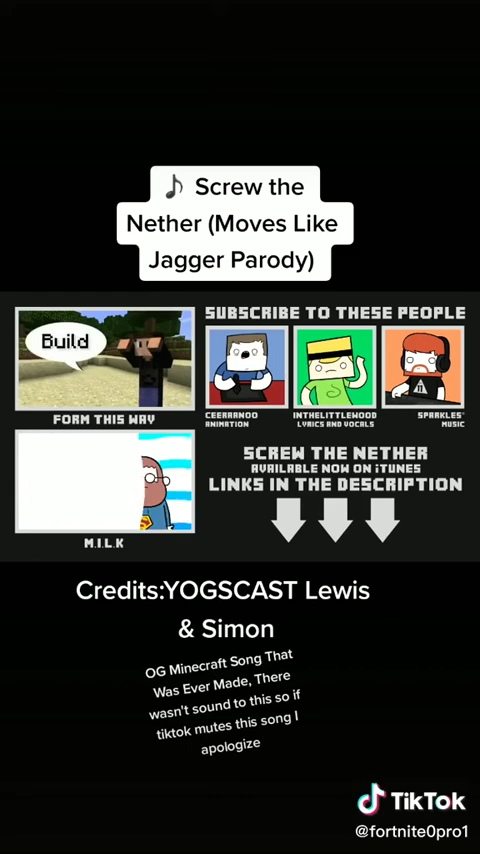 ♪ Screw the
Nether (Moves Like
Jagger Parody)
SUBSCRIBE TO THESE PEOPLE
Build
FORM THIS WAY
CEERARNOO
ANIMATION
INTHELITTLEWOOD
LYRICS AND VOCALS
SPARKLES*
MUSIC
SCREW THE NETHER
AVAILABLE NOW ON iTUNES
LINKS IN THE DESCRIPTION
M.I.L.K
Credits:YOGSCAST Lewis
& Simon
OG Minecraft Song That
Was Ever Made, There
wasn't sound to this so if
tiktok mutes this song I
apologize
TikTok
@fortnite0pro1